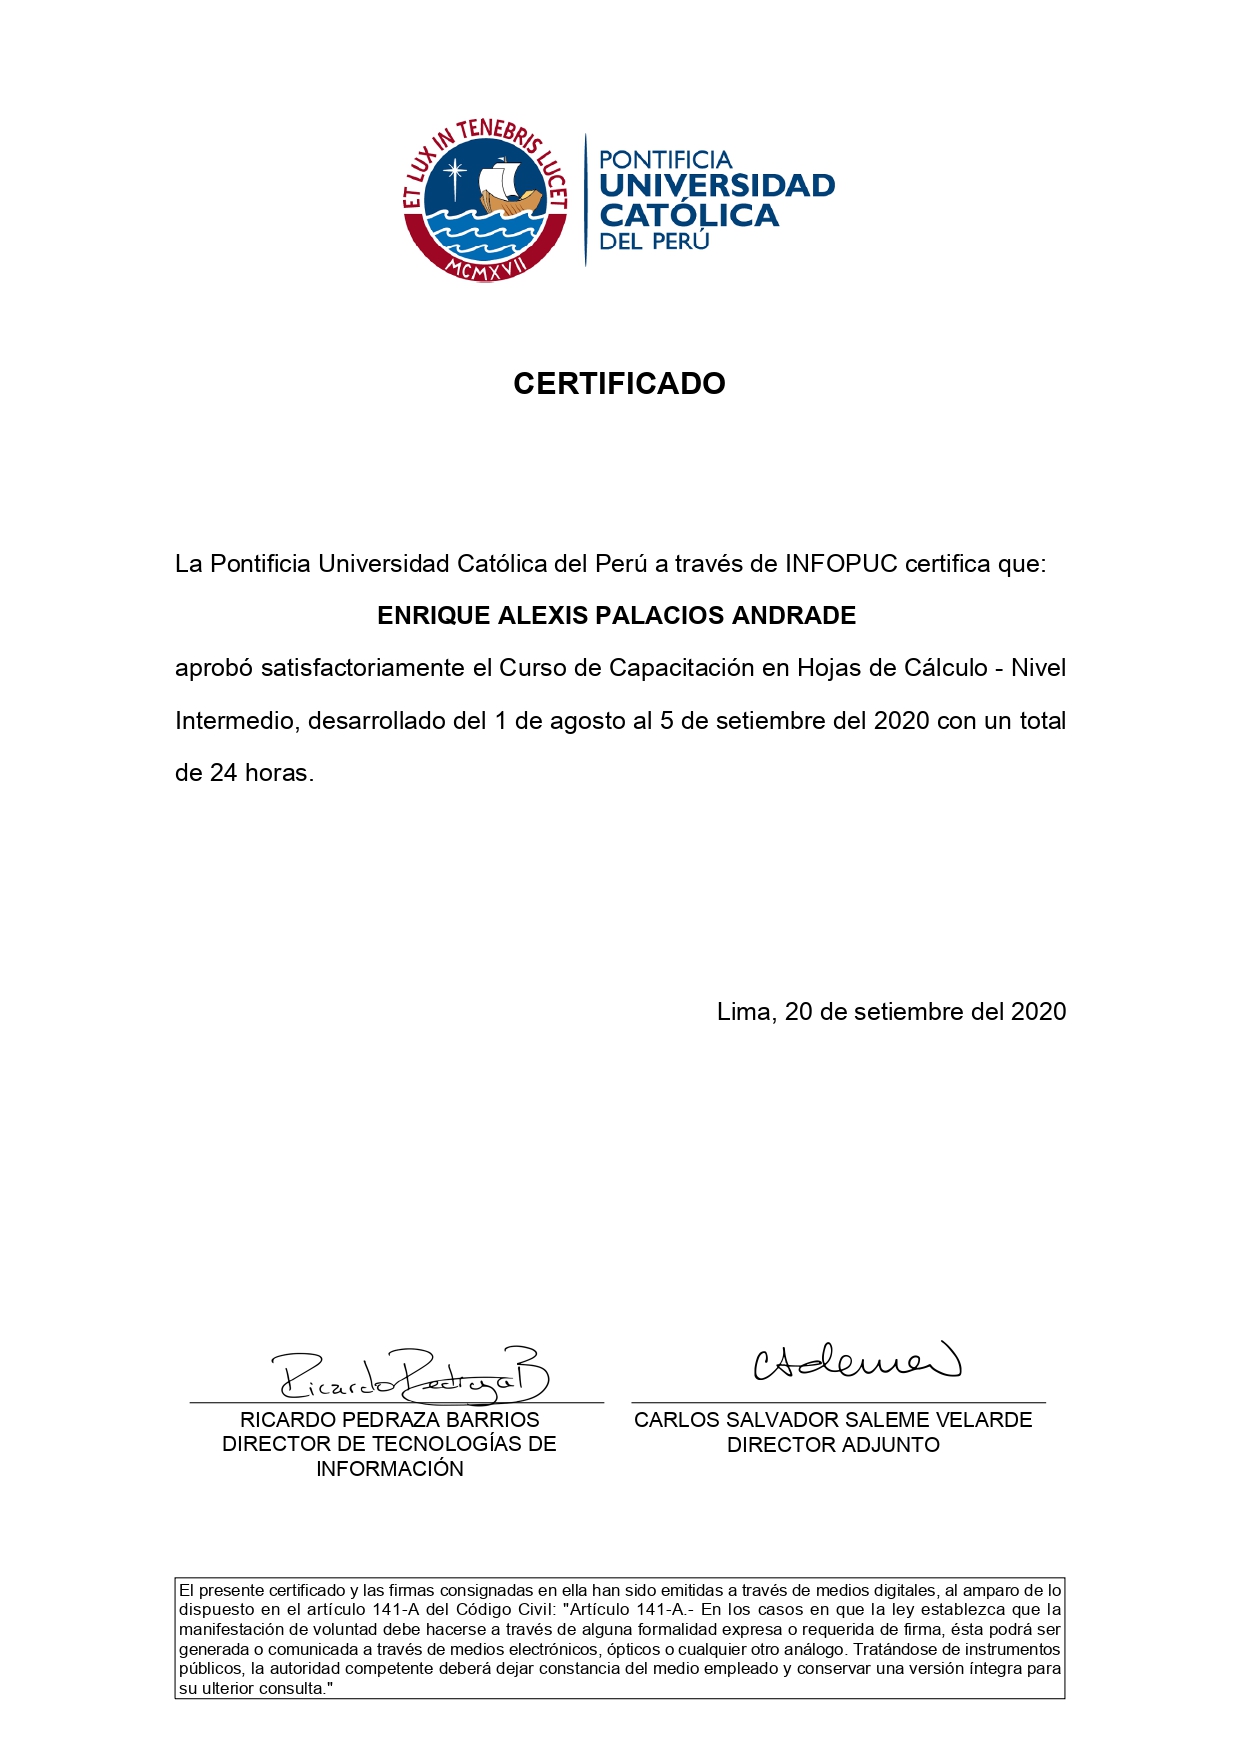 ET LUX IN TENEBRIS LUCET
MCMXVII
PONTIFICIA
UNIVERSIDAD
CATÓLICA
DEL PERÚ
CERTIFICADO
La Pontificia Universidad Católica del Perú a través de INFOPUC certifica que:
ENRIQUE ALEXIS PALACIOS ANDRADE
aprobó satisfactoriamente el Curso de Capacitación en Hojas de Cálculo - Nivel
Intermedio, desarrollado del 1 de agosto al 5 de setiembre del 2020 con un total
de 24 horas.
Lima, 20 de setiembre del 2020
Ricardo Pedraza B
RICARDO PEDRAZA BARRIOS
DIRECTOR DE TECNOLOGÍAS DE
INFORMACIÓN
CARLOS SALVADOR SALEME VELARDE
DIRECTOR ADJUNTO
El presente certificado y las firmas consignadas en ella han sido emitidas a través de medios digitales, al amparo de lo
dispuesto en el artículo 141-A del Código Civil: "Artículo 141-A.- En los casos en que la ley establezca que la
manifestación de voluntad debe hacerse a través de alguna formalidad expresa o requerida de firma, ésta podrá ser
generada o comunicada a través de medios electrónicos, ópticos o cualquier otro análogo. Tratándose de instrumentos
públicos, la autoridad competente deberá dejar constancia del medio empleado y conservar una versión íntegra para
su ulterior consulta."